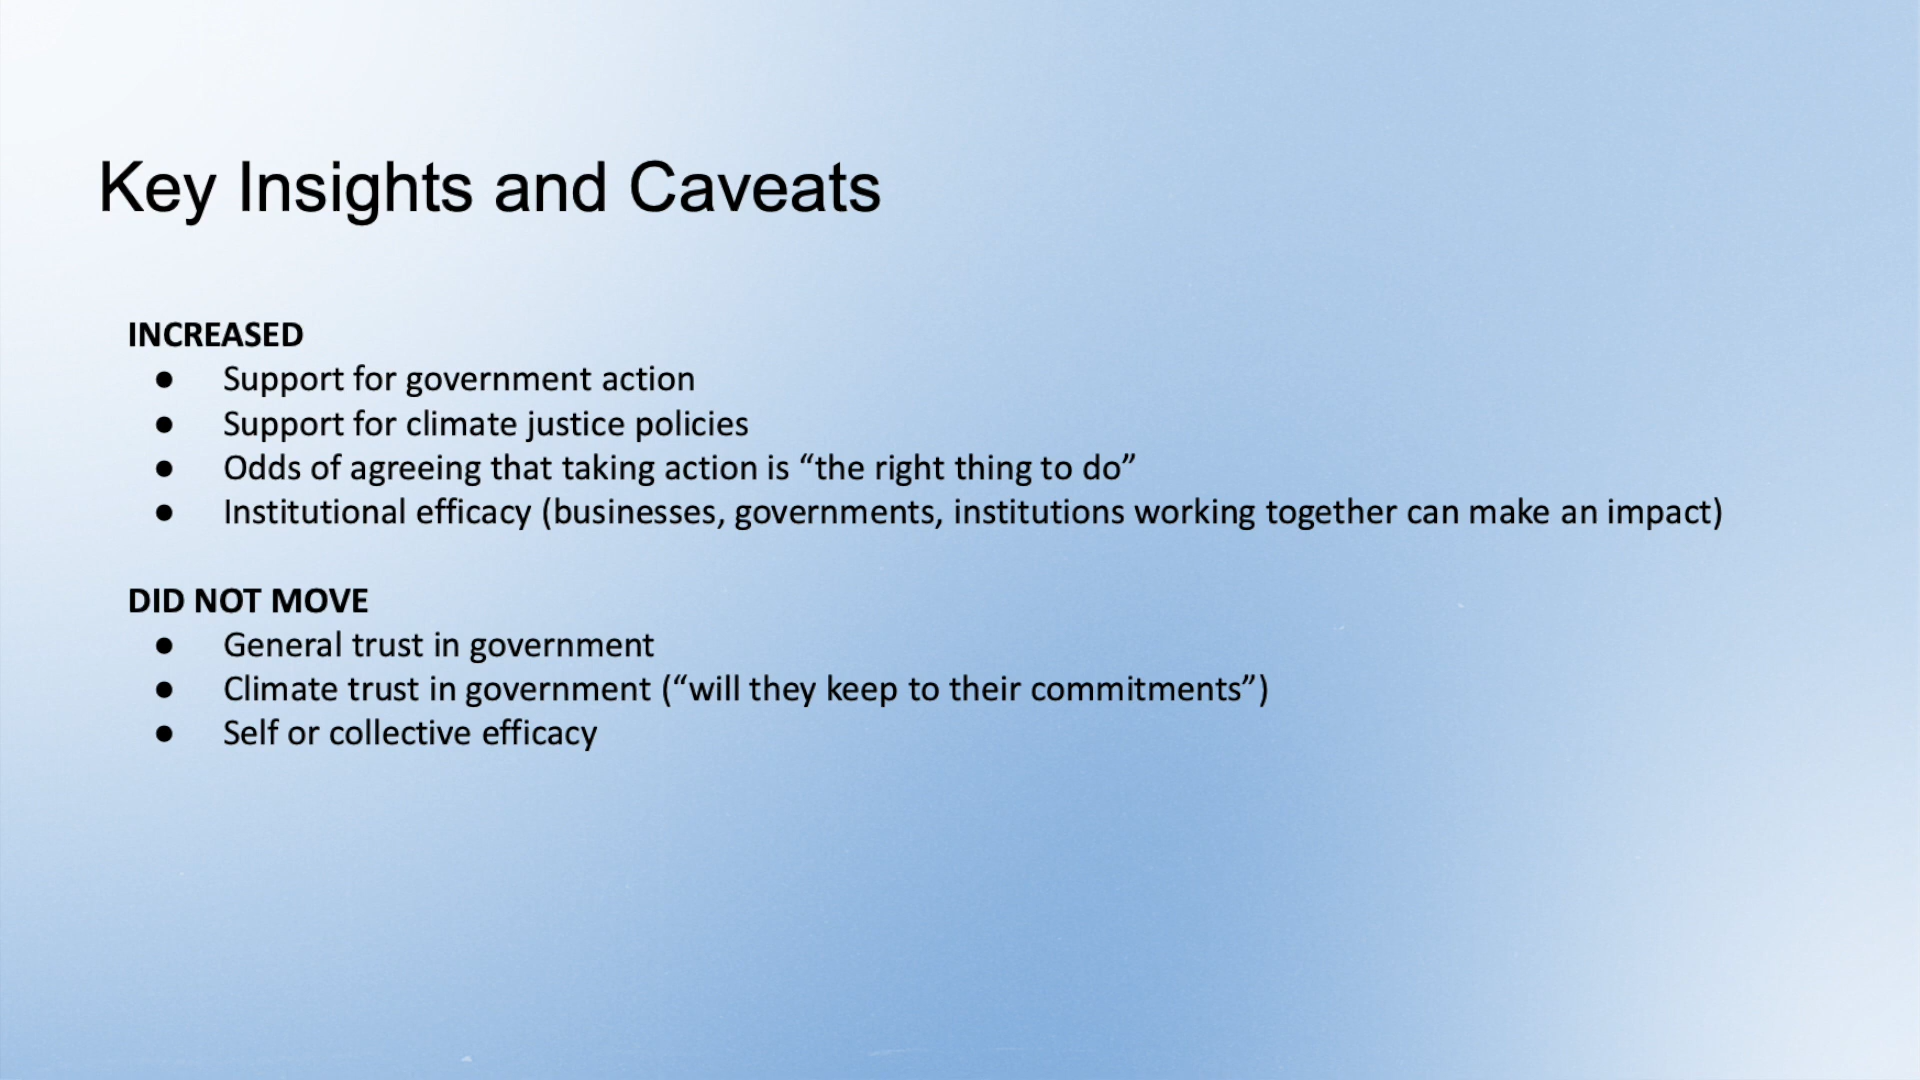 Key Insights and Caveats
INCREASED
● Support for government action
● Support for climate justice policies
● Odds of agreeing that taking action is “the right thing to do”
● Institutional efficacy (businesses, governments, institutions working together can make an impact)
DID NOT MOVE
● General trust in government
● Climate trust in government (“will they keep to their commitments”)
● Self or collective efficacy